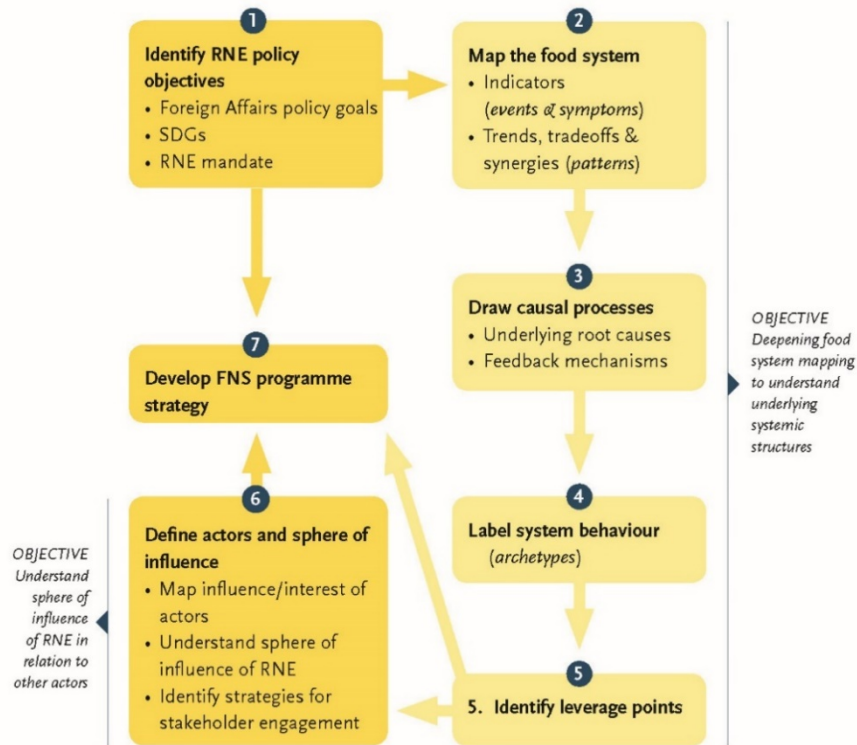 1
Identify RNE policy
objectives
• Foreign Affairs policy goals
• SDGs
• RNE mandate
2
Map the food system
• Indicators
(events & symptoms)
• Trends, tradeoffs &
synergies (patterns)
3
Draw causal processes
• Underlying root causes
• Feedback mechanisms
OBJECTIVE
Deepening food
system mapping
to understand
underlying
systemic
structures
4
Label system behaviour
(archetypes)
5
5. Identify leverage points
6
Define actors and sphere of
influence
• Map influence/interest of
actors
• Understand sphere of
influence of RNE
• Identify strategies for
stakeholder engagement
OBJECTIVE
Understand
sphere of
influence
of RNE in
relation to
other actors
7
Develop FNS programme
strategy